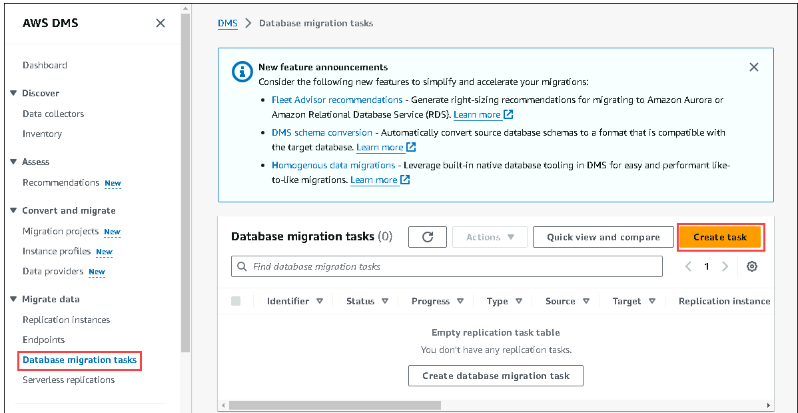 AWS DMS
Dashboard
Discover
Data collectors
Inventory
Assess
Recommendations New
Convert and migrate
Migration projects New
Instance profiles New
Data providers New
Migrate data
Replication instances
Endpoints
Database migration tasks
Serverless replications
DMS > Database migration tasks
New feature announcements
Consider the following new features to simplify and accelerate your migrations:
• Fleet Advisor recommendations - Generate right-sizing recommendations for migrating to Amazon Aurora or
Amazon Relational Database Service (RDS). Learn more
• DMS schema conversion - Automatically convert source database schemas to a format that is compatible with
the target database. Learn more
• Homogenous data migrations - Leverage built-in native database tooling in DMS for easy and performant like-
to-like migrations. Learn more
Database migration tasks (0) Actions Quick view and compare Create task
Find database migration tasks 1
Identifier Status Progress Type Source Target Replication instance
Empty replication task table
You don't have any replication tasks.
Create database migration task